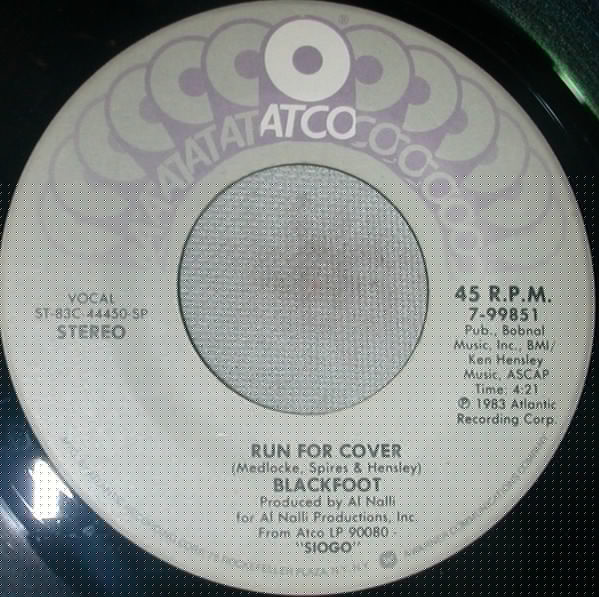 ®
ATCO
VOCAL
ST-83C-44450-SP
STEREO
45 R.P.M.
7-99851
Pub., Bobnal
Music, Inc., BMI/
Ken Hensley
Music, ASCAP
Time: 4:21
℗ 1983 Atlantic
Recording Corp.
RUN FOR COVER
(Medlocke, Spires & Hensley)
BLACKFOOT
Produced by Al Nalli
for Al Nalli Productions, Inc.
From Atco LP 90080 -
"SIOGO"